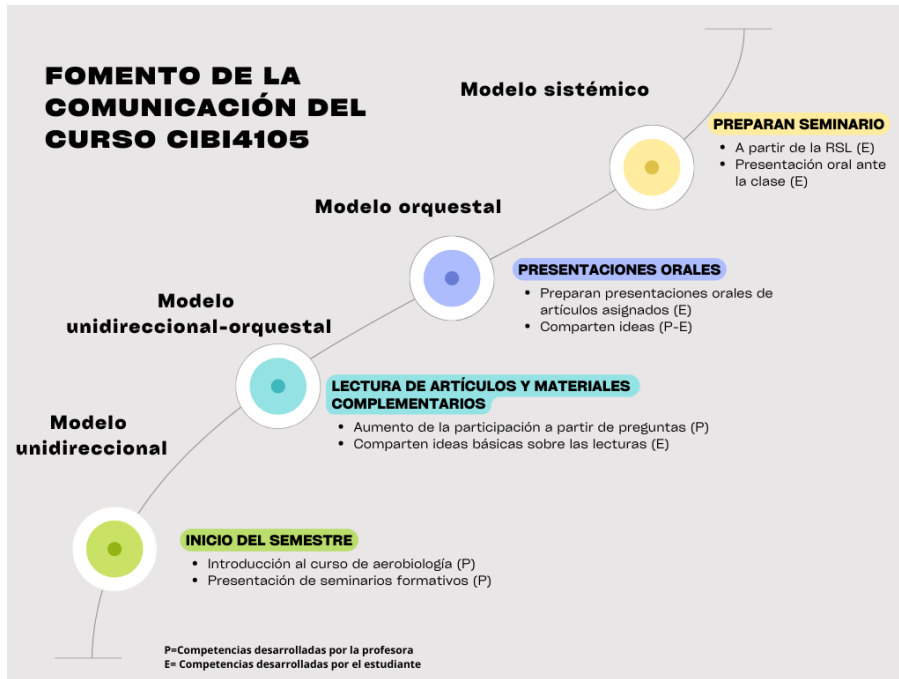 FOMENTO DE LA
COMUNICACIÓN DEL
CURSO CIBI4105
Modelo sistémico
PREPARAN SEMINARIO
• A partir de la RSL (E)
• Presentación oral ante
la clase (E)
Modelo orquestal
PRESENTACIONES ORALES
• Preparan presentaciones orales de
artículos asignados (E)
• Comparten ideas (P-E)
Modelo
unidireccional-orquestal
LECTURA DE ARTÍCULOS Y MATERIALES
COMPLEMENTARIOS
• Aumento de la participación a partir de preguntas (P)
• Comparten ideas básicas sobre las lecturas (E)
Modelo
unidireccional
INICIO DEL SEMESTRE
• Introducción al curso de aerobiología (P)
• Presentación de seminarios formativos (P)
P=Competencias desarrolladas por la profesora
E= Competencias desarrolladas por el estudiante